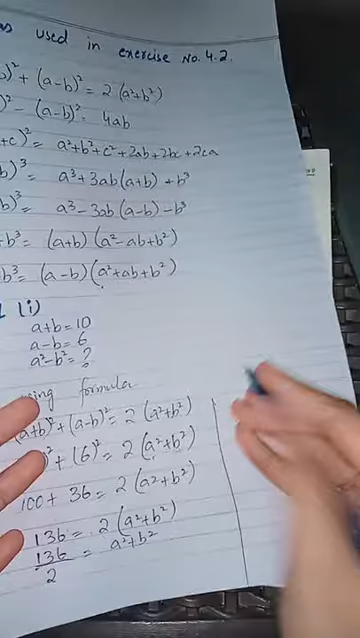 used in exercise No. 4.2.
)² + (a-b)² = 2 (a²+b²)
)² - (a-b)² = 4ab
+c)² = a²+b²+c²+2ab+2bc+2ca
b)³ = a³+3ab(a+b)+b³
b)³ = a³-3ab(a-b)-b³
+b³ = (a+b) (a²-ab+b²)
b³ = (a-b) (a²+ab+b²)
(i)
a+b = 10
a-b = 6
a²-b² = ?
formula
(a+b)² + (a-b)² = 2 (a²+b²)
)² + (6)² = 2 (a²+b²)
100 + 36 = 2 (a²+b²)
136 = 2 (a²+b²)
136/2 = a²+b²